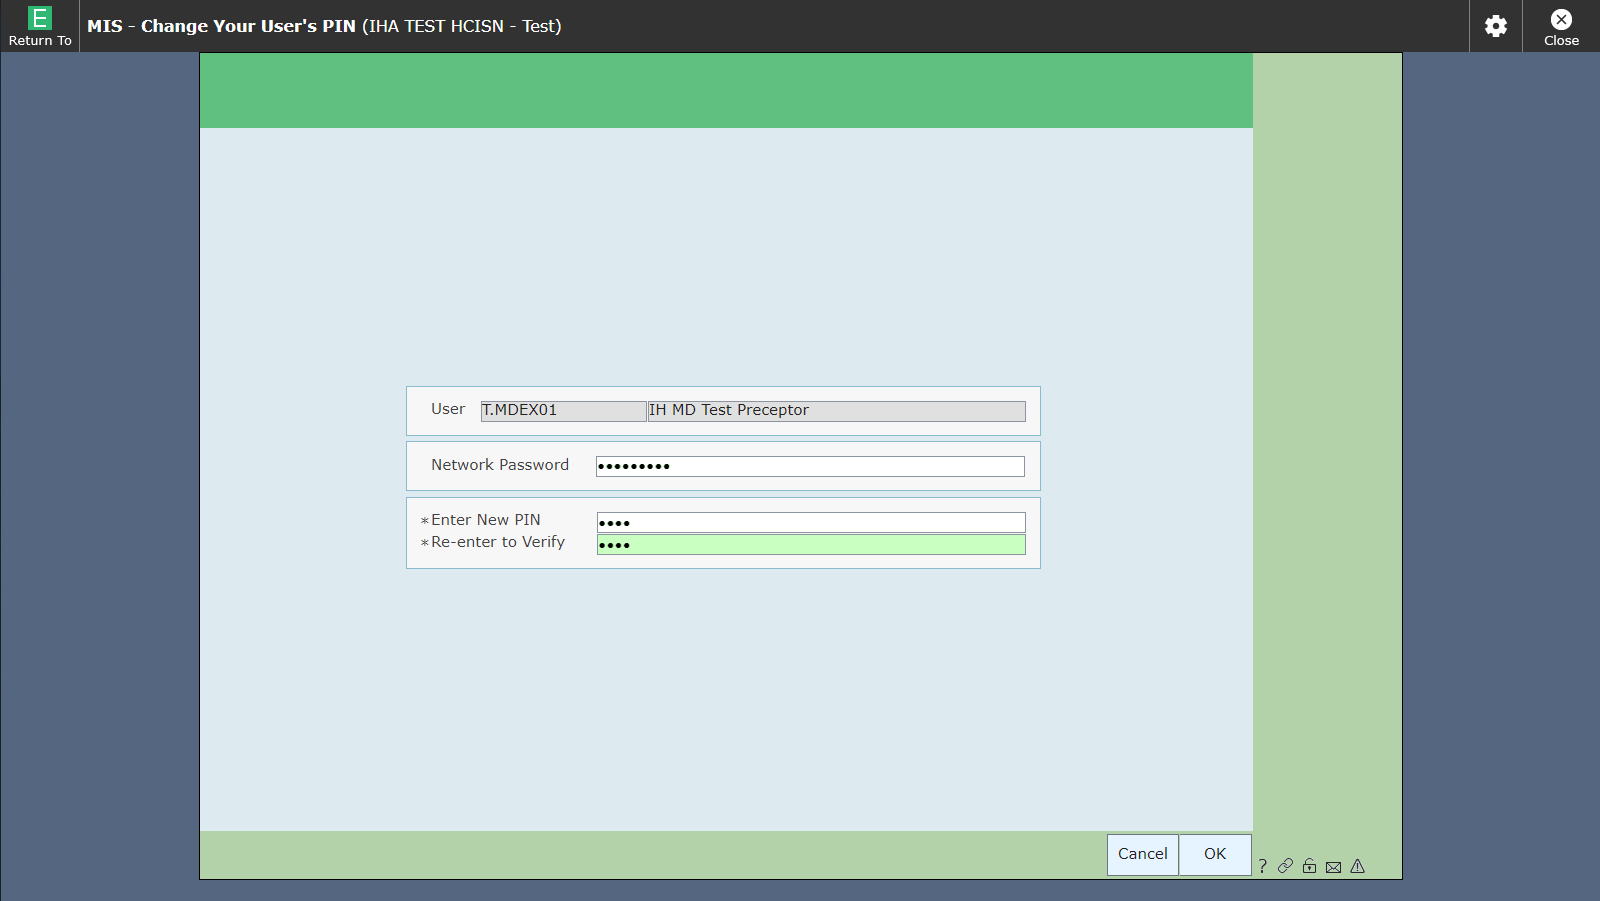 E
Return To
MIS - Change Your User's PIN (IHA TEST HCISN - Test)
Close
User T.MDEX01 IH MD Test Preceptor
Network Password •••••••••
*Enter New PIN ••••
*Re-enter to Verify ••••
Cancel OK ?